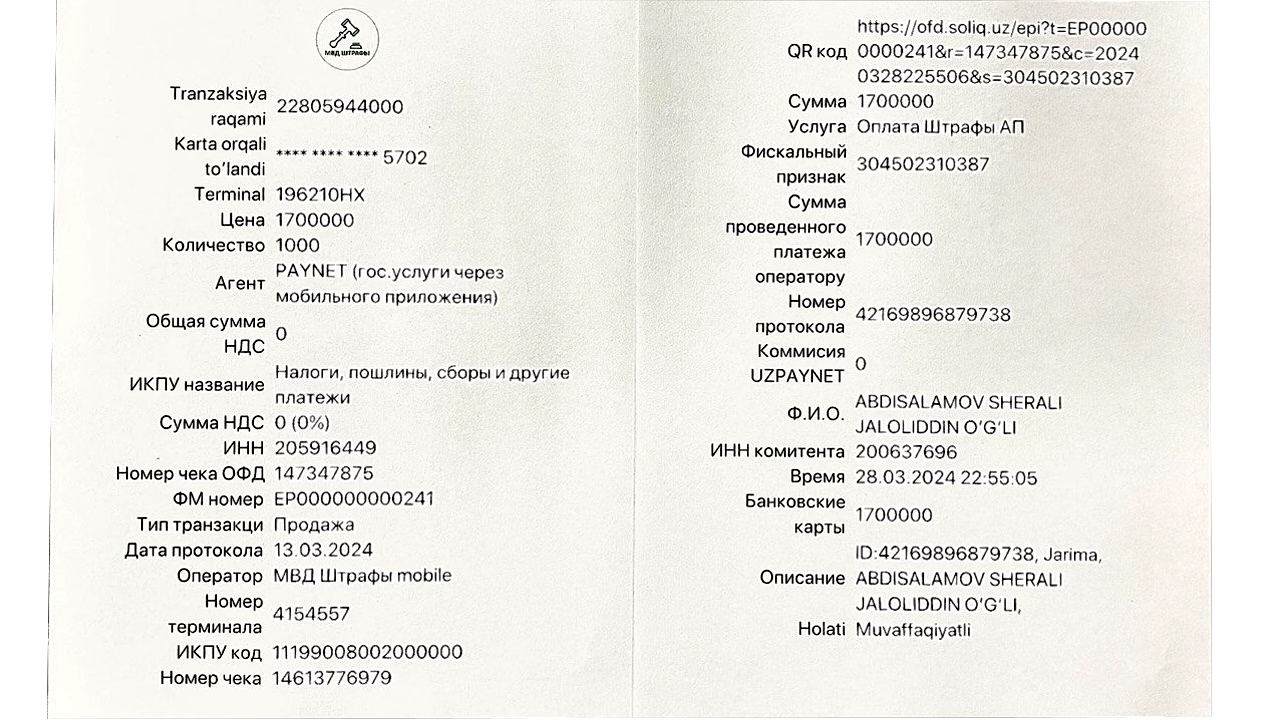 МВД ШТРАФЫ
Tranzaksiya
raqami 22805944000
Karta orqali
to'landi **** **** **** 5702
Terminal 196210HX
Цена 1700000
Количество 1000
Агент PAYNET (гос.услуги через
мобильного приложения)
Общая сумма
НДС 0
ИКПУ название Налоги, пошлины, сборы и другие
платежи
Сумма НДС 0 (0%)
ИНН 205916449
Номер чека ОФД 147347875
ФМ номер EP000000000241
Тип транзакци Продажа
Дата протокола 13.03.2024
Оператор МВД Штрафы mobile
Номер
терминала 4154557
ИКПУ код 11199008002000000
Номер чека 14613776979
https://ofd.soliq.uz/epi?t=EP00000
QR код 0000241&r=147347875&c=2024
0328225506&s=304502310387
Сумма 1700000
Услуга Оплата Штрафы АП
Фискальный
признак 304502310387
Сумма
проведенного
платежа
оператору 1700000
Номер
протокола 42169896879738
Коммисия
UZPAYNET 0
Ф.И.О. ABDISALAMOV SHERALI
JALOLIDDIN O'G'LI
ИНН комитента 200637696
Время 28.03.2024 22:55:05
Банковские
карты 1700000
ID:42169896879738, Jarima,
Описание ABDISALAMOV SHERALI
JALOLIDDIN O'G'LI,
Holati Muvaffaqiyatli